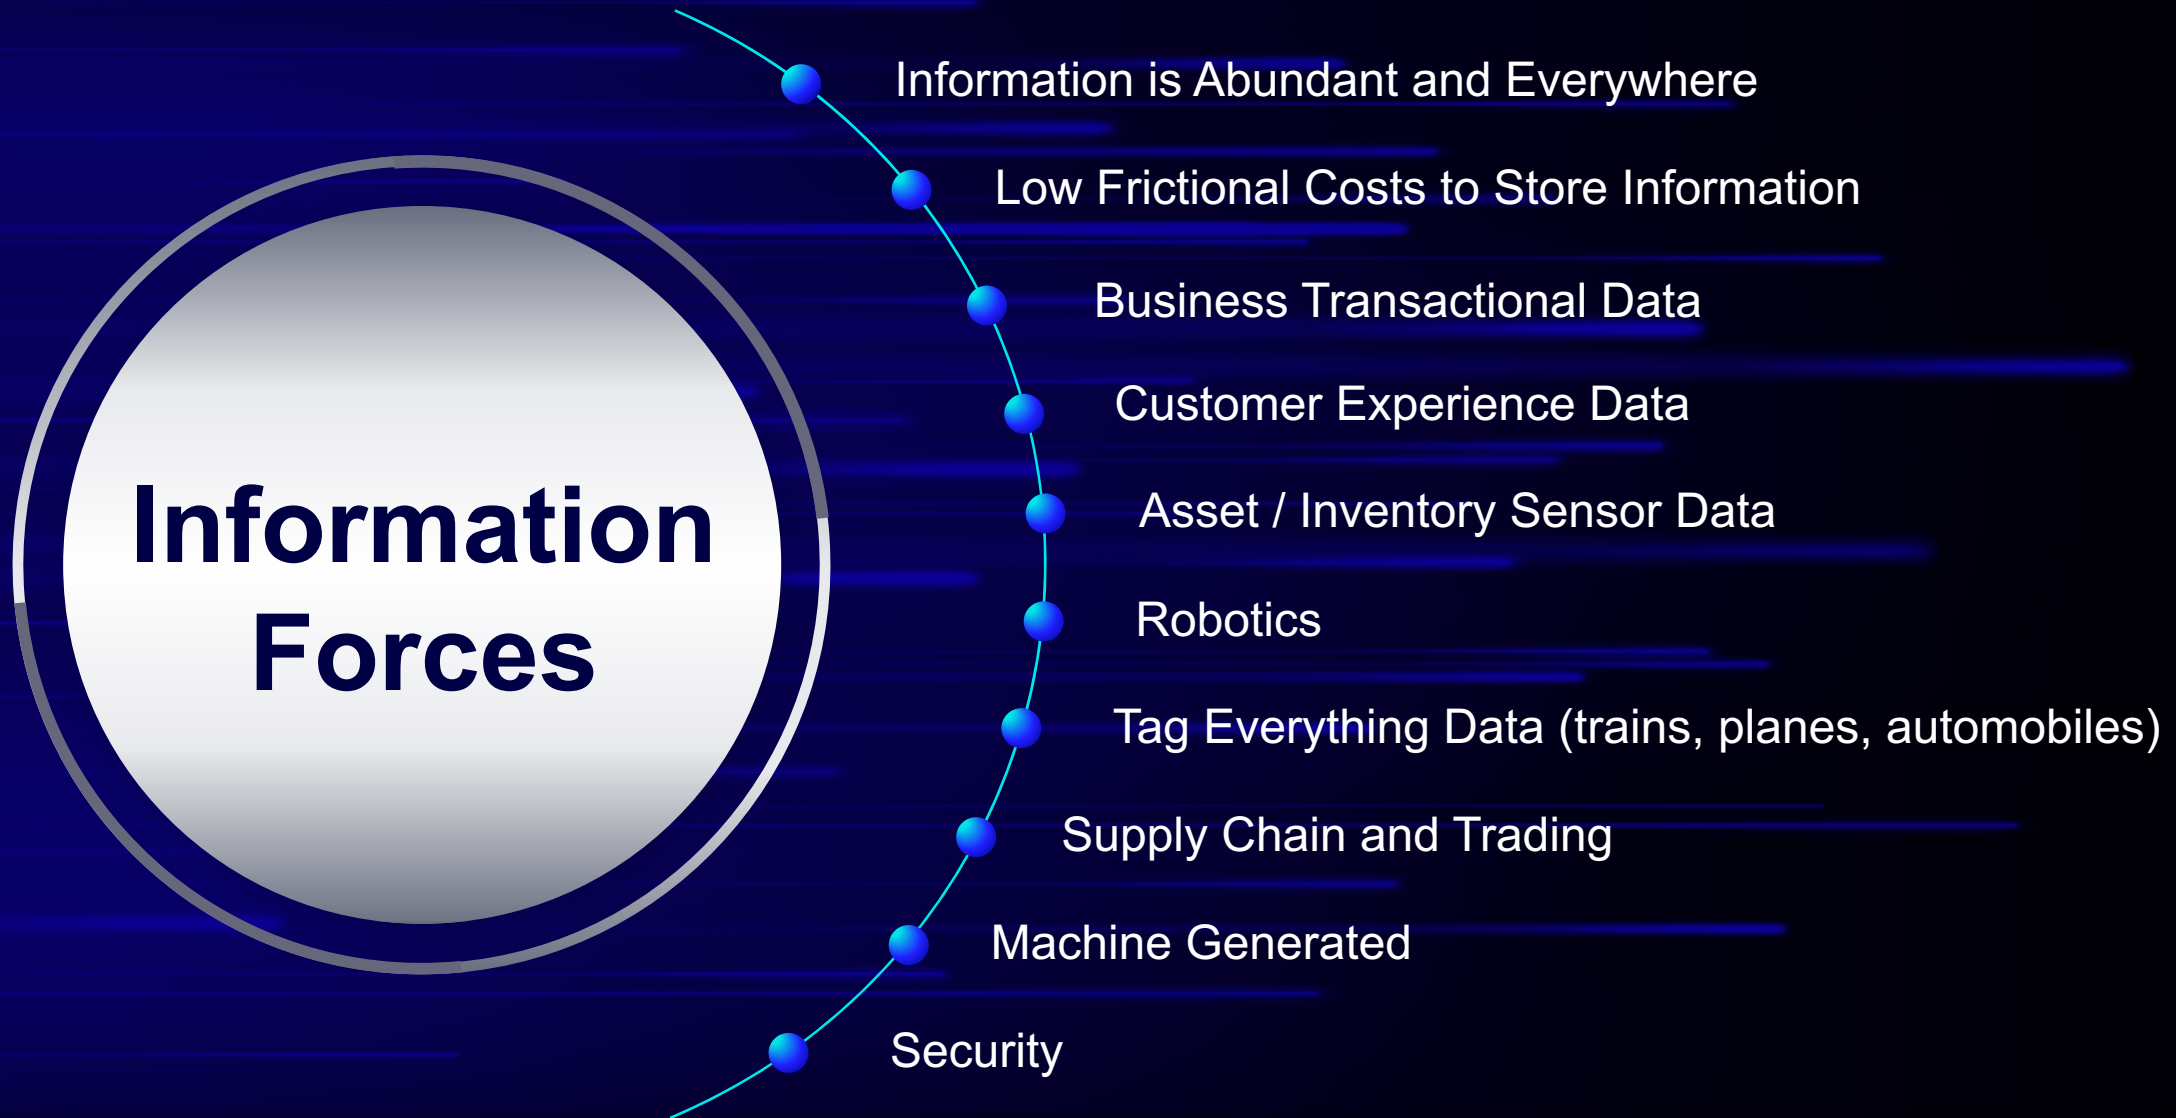 Information
Forces
Information is Abundant and Everywhere
Low Frictional Costs to Store Information
Business Transactional Data
Customer Experience Data
Asset / Inventory Sensor Data
Robotics
Tag Everything Data (trains, planes, automobiles)
Supply Chain and Trading
Machine Generated
Security